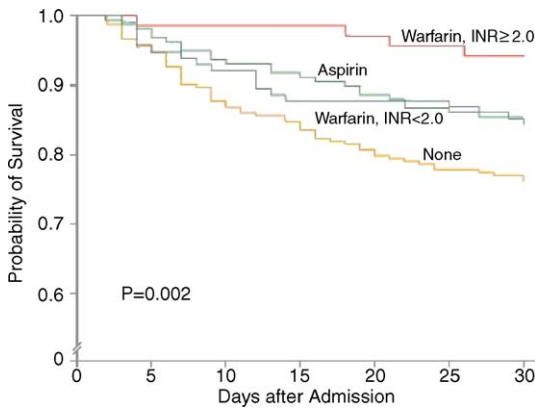 Probability of Survival
1.0
0.9
0.8
0.7
0.6
0
Warfarin, INR≥2.0
Aspirin
Warfarin, INR<2.0
None
P=0.002
0 5 10 15 20 25 30
Days after Admission